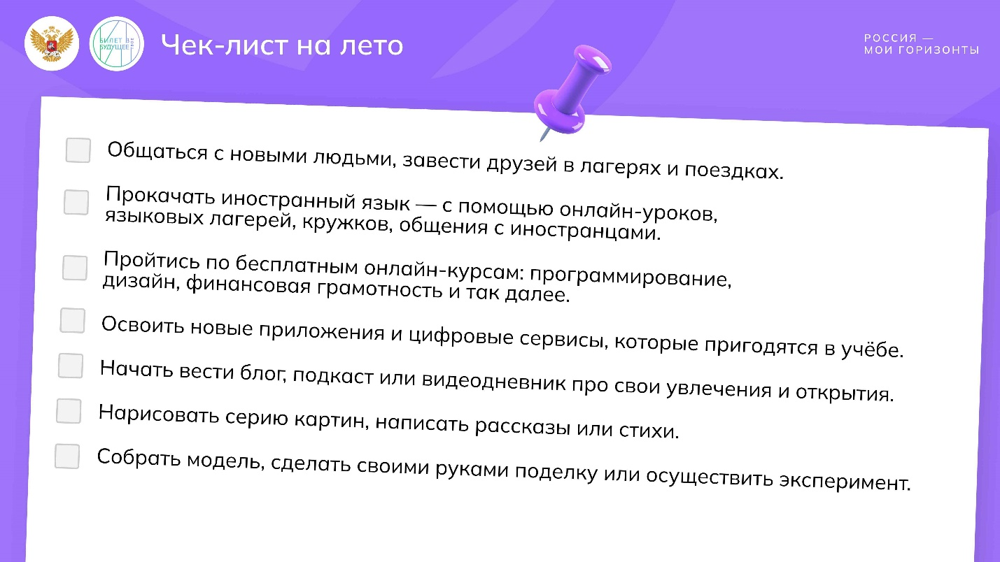 БИЛЕТ В
БУДУЩЕЕ
ТВОЁ
Чек-лист на лето
РОССИЯ —
МОИ ГОРИЗОНТЫ
Общаться с новыми людьми, завести друзей в лагерях и поездках.
Прокачать иностранный язык — с помощью онлайн-уроков,
языковых лагерей, кружков, общения с иностранцами.
Пройтись по бесплатным онлайн-курсам: программирование,
дизайн, финансовая грамотность и так далее.
Освоить новые приложения и цифровые сервисы, которые пригодятся в учёбе.
Начать вести блог, подкаст или видеодневник про свои увлечения и открытия.
Нарисовать серию картин, написать рассказы или стихи.
Собрать модель, сделать своими руками поделку или осуществить эксперимент.